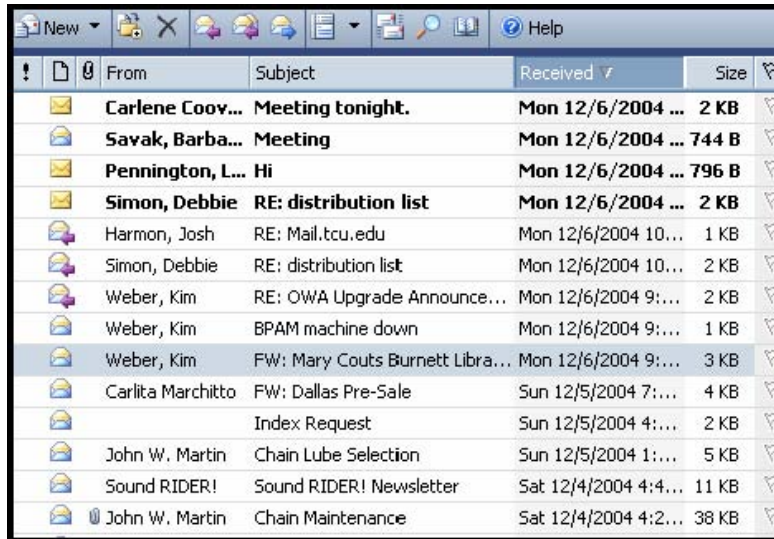 New Help
! From Subject Received Size
Carlene Coov... Meeting tonight. Mon 12/6/2004 ... 2 KB
Savak, Barba... Meeting Mon 12/6/2004 ... 744 B
Pennington, L... Hi Mon 12/6/2004 ... 796 B
Simon, Debbie RE: distribution list Mon 12/6/2004 ... 2 KB
Harmon, Josh RE: Mail.tcu.edu Mon 12/6/2004 10... 1 KB
Simon, Debbie RE: distribution list Mon 12/6/2004 10... 2 KB
Weber, Kim RE: OWA Upgrade Announce... Mon 12/6/2004 9:... 2 KB
Weber, Kim BPAM machine down Mon 12/6/2004 9:... 1 KB
Weber, Kim FW: Mary Couts Burnett Libra... Mon 12/6/2004 9:... 3 KB
Carlita Marchitto FW: Dallas Pre-Sale Sun 12/5/2004 7:... 4 KB
Index Request Sun 12/5/2004 4:... 2 KB
John W. Martin Chain Lube Selection Sun 12/5/2004 1:... 5 KB
Sound RIDER! Sound RIDER! Newsletter Sat 12/4/2004 4:4... 11 KB
John W. Martin Chain Maintenance Sat 12/4/2004 4:2... 38 KB